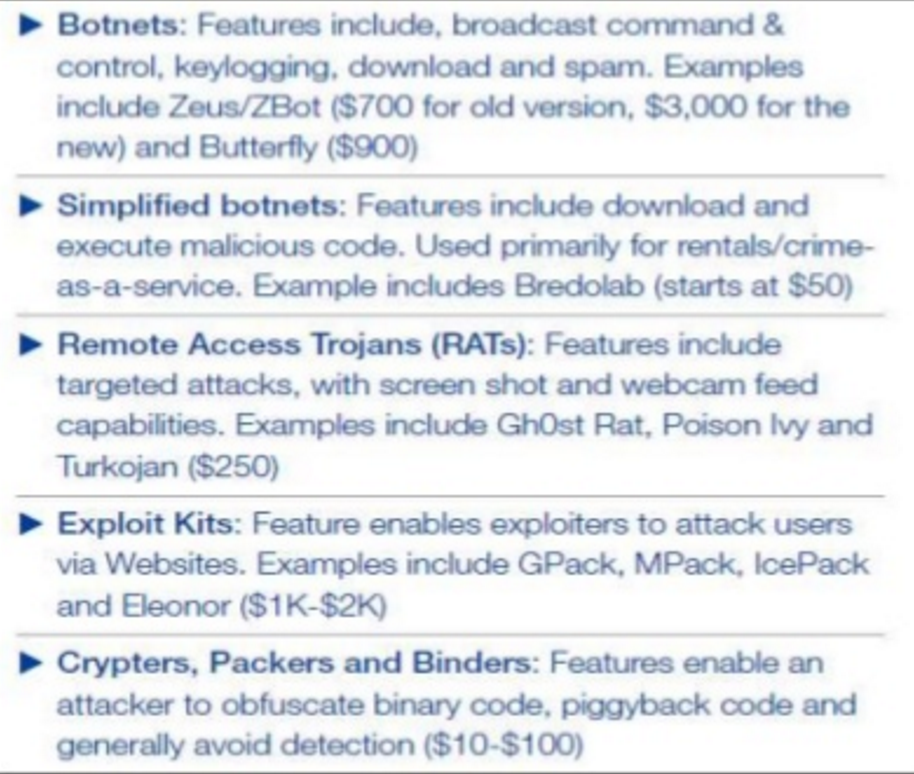 ▶ Botnets: Features include, broadcast command &
control, keylogging, download and spam. Examples
include Zeus/ZBot ($700 for old version, $3,000 for the
new) and Butterfly ($900)
▶ Simplified botnets: Features include download and
execute malicious code. Used primarily for rentals/crime-
as-a-service. Example includes Bredolab (starts at $50)
▶ Remote Access Trojans (RATs): Features include
targeted attacks, with screen shot and webcam feed
capabilities. Examples include Gh0st Rat, Poison Ivy and
Turkojan ($250)
▶ Exploit Kits: Feature enables exploiters to attack users
via Websites. Examples include GPack, MPack, IcePack
and Eleonor ($1K-$2K)
▶ Crypters, Packers and Binders: Features enable an
attacker to obfuscate binary code, piggyback code and
generally avoid detection ($10-$100)